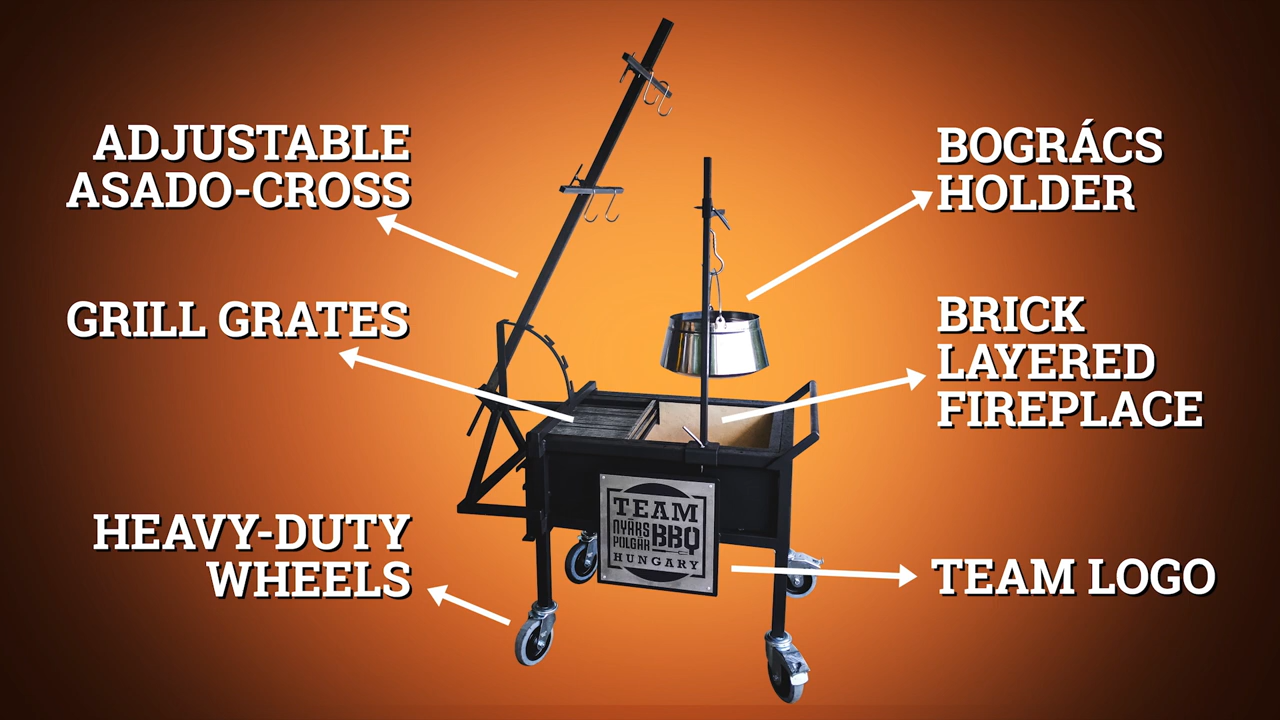 ADJUSTABLE
ASADO-CROSS
GRILL GRATES
HEAVY-DUTY
WHEELS
BOGRÁCS
HOLDER
BRICK
LAYERED
FIREPLACE
TEAM LOGO
TEAM
NYÁRS
POLGÁR
BBQ
HUNGARY